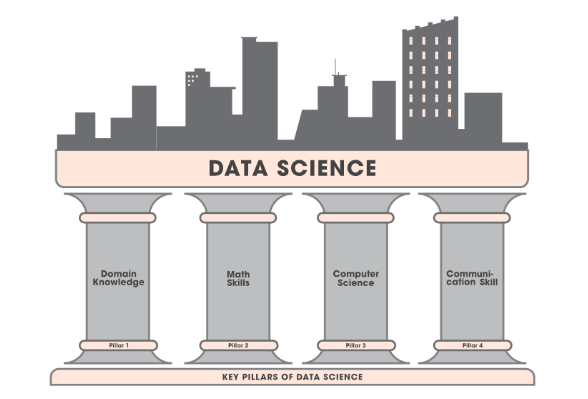 DATA SCIENCE
Domain
Knowledge
Math
Skills
Computer
Science
Communi-
cation Skill
Pillar 1
Pillar 2
Pillar 3
Pillar 4
KEY PILLARS OF DATA SCIENCE